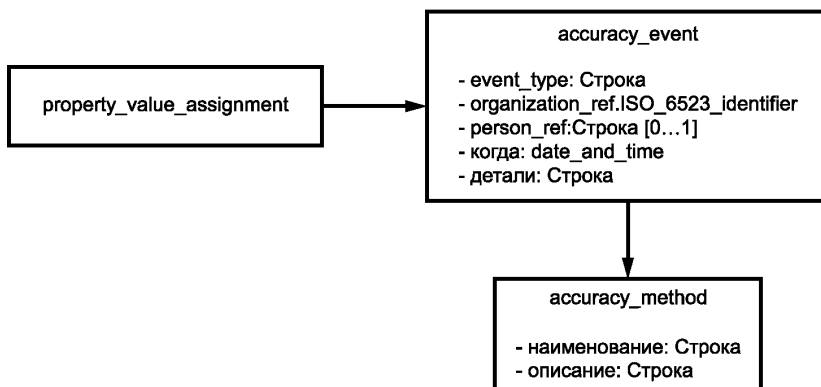 accuracy_event
- event_type: Строка
property_value_assignment
- organization_ref.ISO_6523_identifier
- person_ref:Строка [0...1]
- когда: date_and_time
- детали: Строка
accuracy_method
- наименование: Строка
- описание: Строка